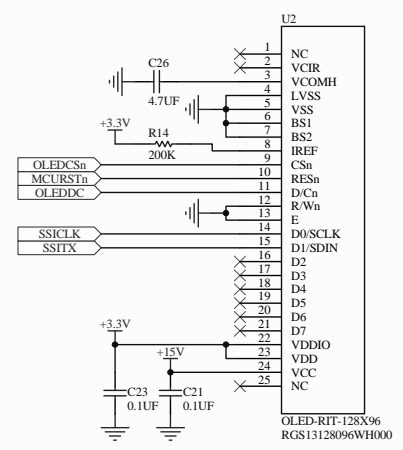 U2
C26
4.7UF
+3.3V
R14
200K
OLEDCSn
MCURSTn
OLEDDC
SSICLK
SSITX
1 NC
2 VCIR
3 VCOMH
4 LVSS
5 VSS
6 BS1
7 BS2
8 IREF
9 CSn
10 RESn
11 D/Cn
12 R/Wn
13 E
14 D0/SCLK
15 D1/SDIN
16 D2
17 D3
18 D4
19 D5
20 D6
21 D7
22 VDDIO
23 VDD
24 VCC
25 NC
+3.3V
+15V
C23
0.1UF
C21
0.1UF
OLED-RIT-128X96
RGS13128096WH000